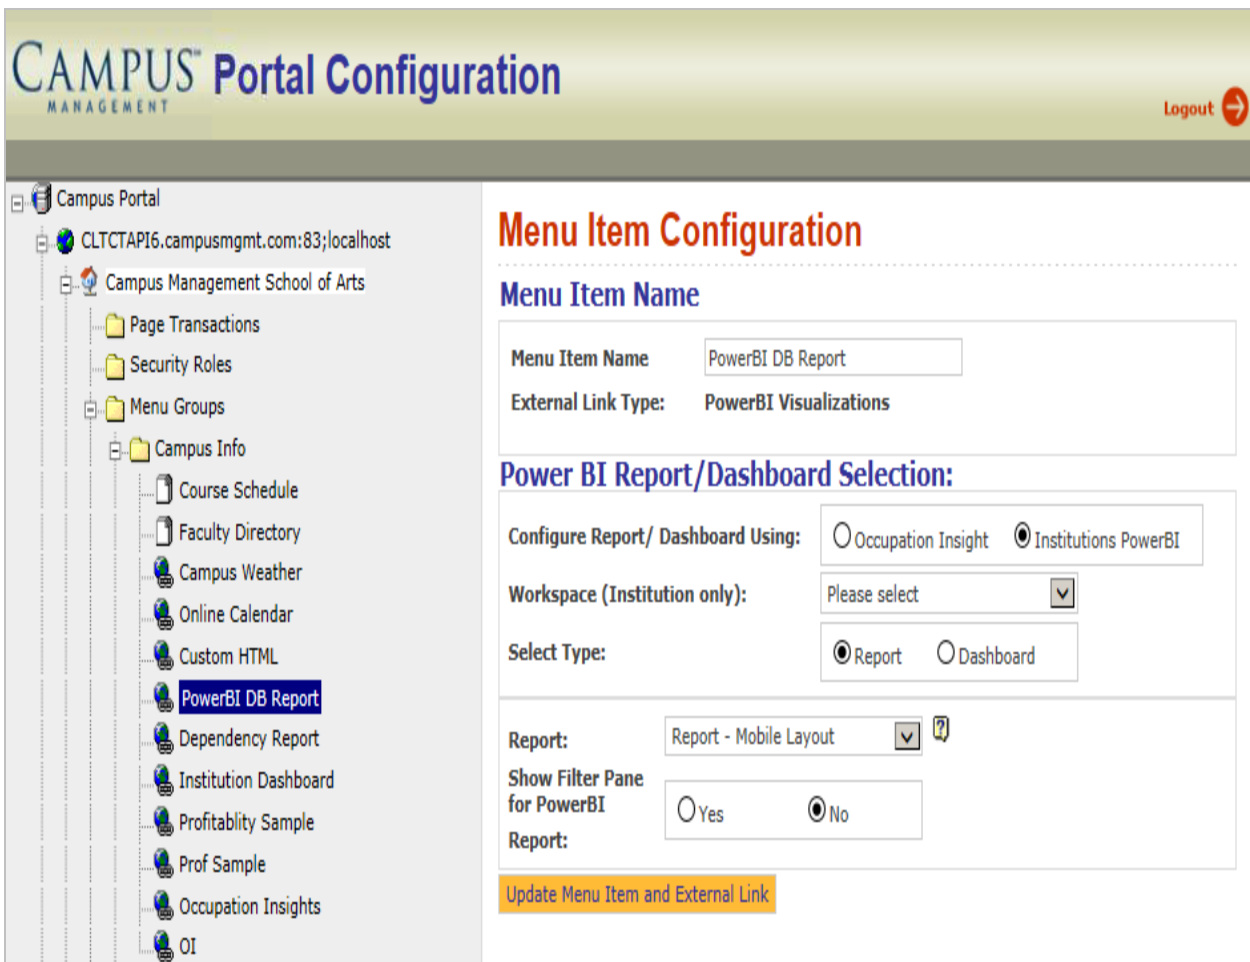 CAMPUS™ Portal Configuration
MANAGEMENT
Logout
Campus Portal
CLTCTAPI6.campusmgmt.com:83;localhost
Campus Management School of Arts
Page Transactions
Security Roles
Menu Groups
Campus Info
Course Schedule
Faculty Directory
Campus Weather
Online Calendar
Custom HTML
PowerBI DB Report
Dependency Report
Institution Dashboard
Profitablity Sample
Prof Sample
Occupation Insights
OI
Menu Item Configuration
Menu Item Name
Menu Item Name PowerBI DB Report
External Link Type: PowerBI Visualizations
Power BI Report/Dashboard Selection:
Configure Report/ Dashboard Using: Occupation Insight Institutions PowerBI
Workspace (Institution only): Please select
Select Type: Report Dashboard
Report: Report - Mobile Layout ?
Show Filter Pane
for PowerBI Yes No
Report:
Update Menu Item and External Link